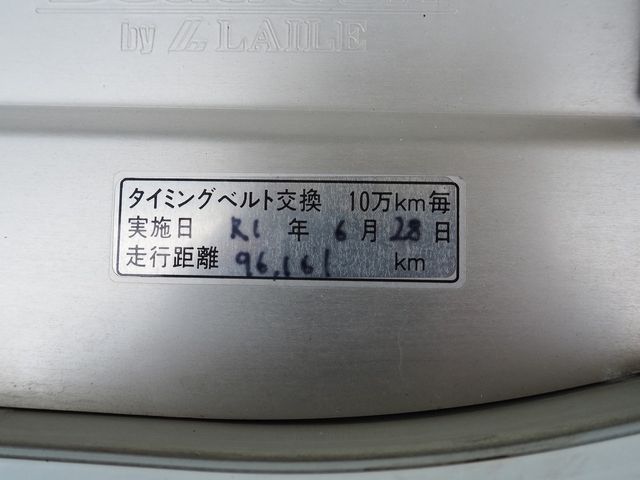 by LAILE
タイミングベルト交換 10万km毎
実施日 R1 年 6 月 28 日
走行距離 96,161 km